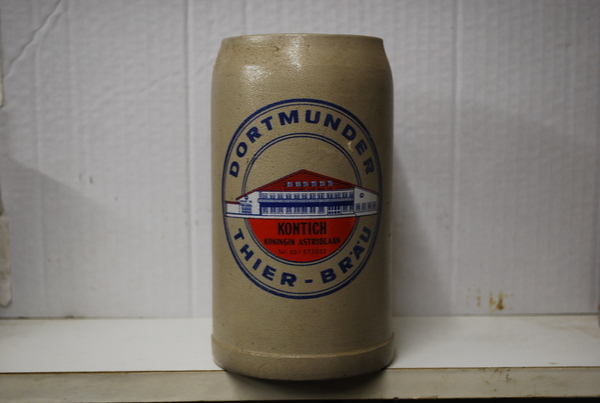 DORTMUNDER
KONTICH
KONINGIN ASTRIDLAAN
THIER-BRÄU